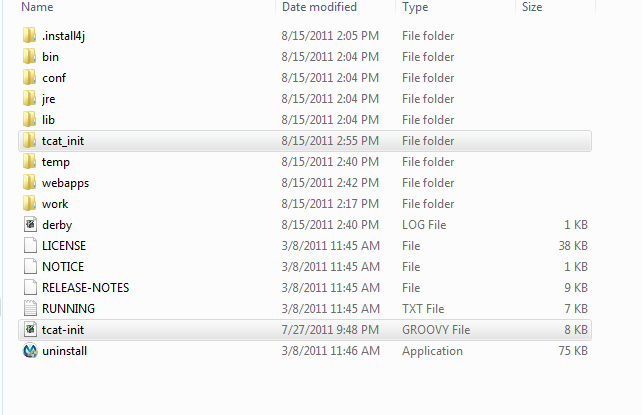 Name Date modified Type Size
.install4j 8/15/2011 2:05 PM File folder
bin 8/15/2011 2:04 PM File folder
conf 8/15/2011 2:04 PM File folder
jre 8/15/2011 2:04 PM File folder
lib 8/15/2011 2:04 PM File folder
tcat_init 8/15/2011 2:55 PM File folder
temp 8/15/2011 2:40 PM File folder
webapps 8/15/2011 2:42 PM File folder
work 8/15/2011 2:17 PM File folder
derby 8/15/2011 2:40 PM LOG File 1 KB
LICENSE 3/8/2011 11:45 AM File 38 KB
NOTICE 3/8/2011 11:45 AM File 1 KB
RELEASE-NOTES 3/8/2011 11:45 AM File 9 KB
RUNNING 3/8/2011 11:45 AM TXT File 7 KB
tcat-init 7/27/2011 9:48 PM GROOVY File 8 KB
uninstall 3/8/2011 11:46 AM Application 75 KB